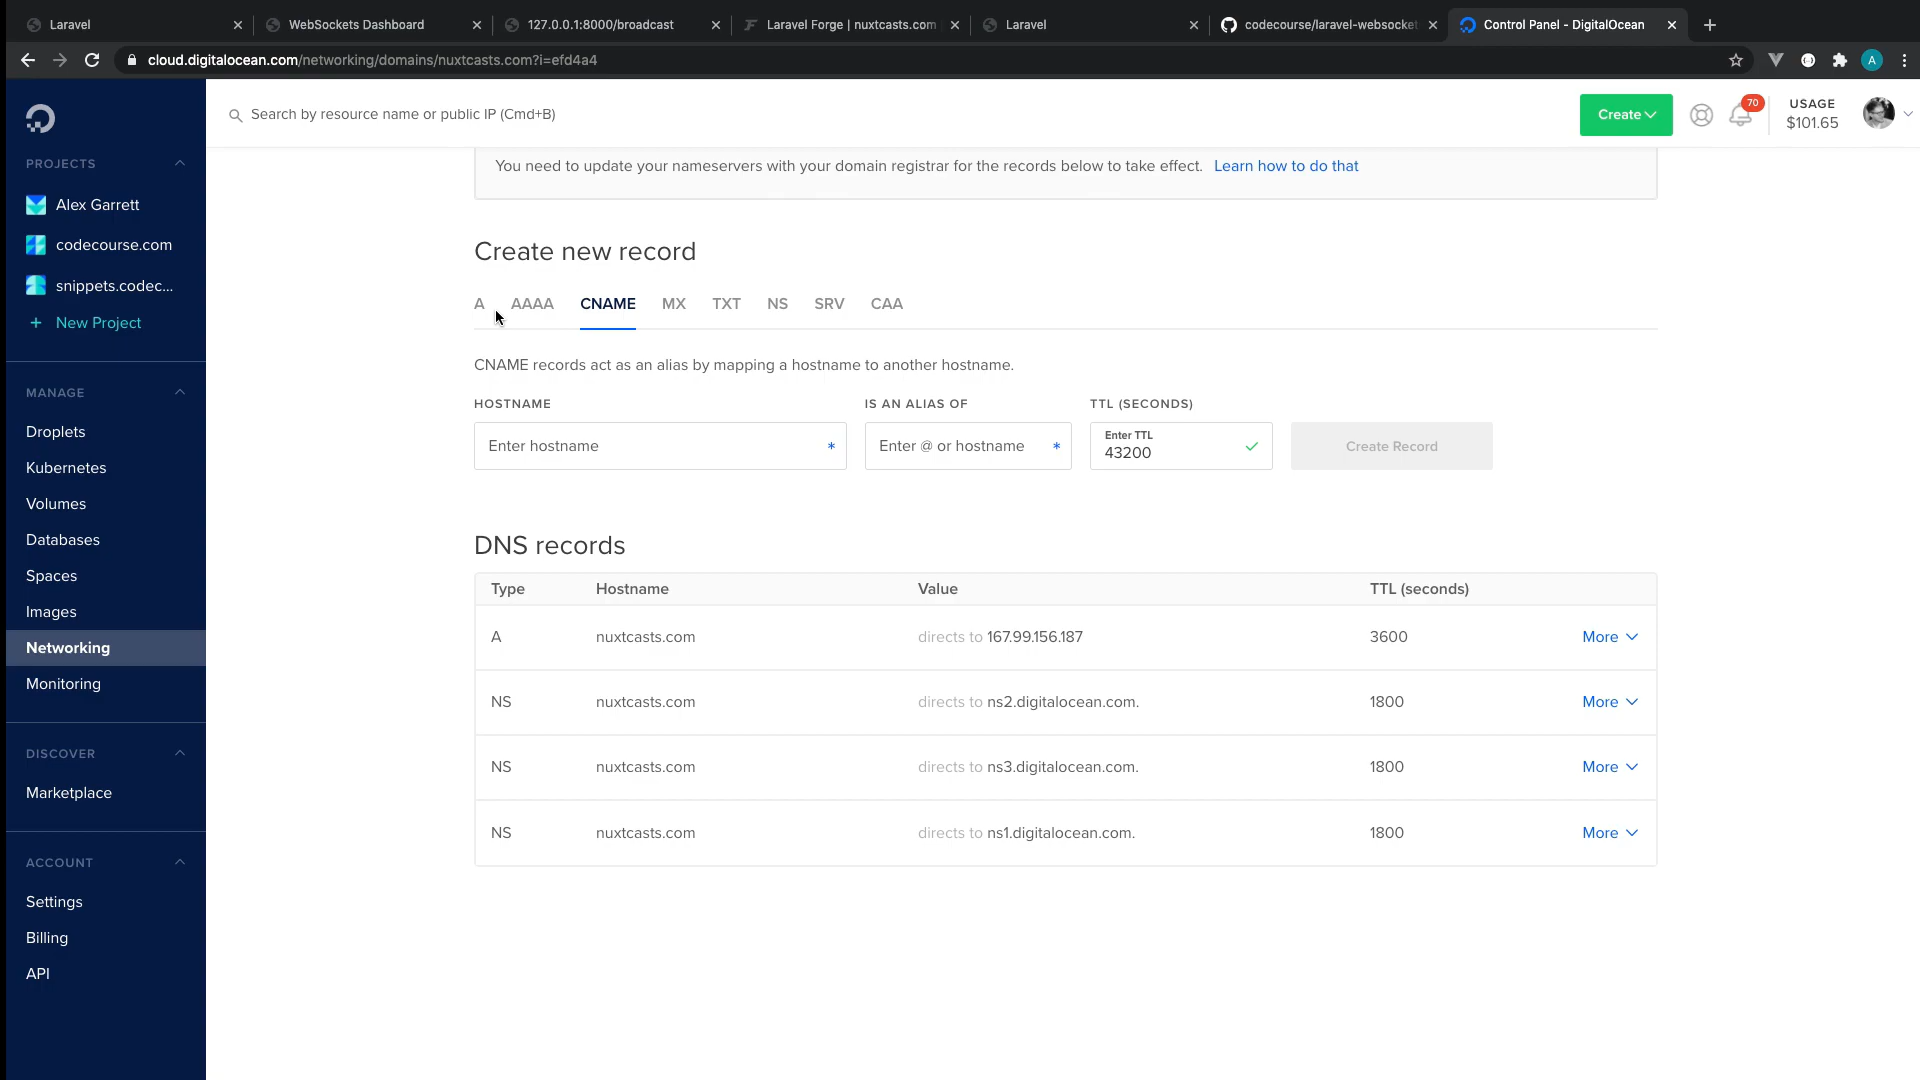 Laravel
WebSockets Dashboard
127.0.0.1:8000/broadcast
Laravel Forge | nuxtcasts.com
Laravel
codecourse/laravel-websocket
Control Panel - DigitalOcean
cloud.digitalocean.com/networking/domains/nuxtcasts.com?i=efd4a4
A
Search by resource name or public IP (Cmd+B)
Create
70
USAGE
$101.65
PROJECTS
Alex Garrett
codecourse.com
snippets.codec...
+ New Project
MANAGE
Droplets
Kubernetes
Volumes
Databases
Spaces
Images
Networking
Monitoring
DISCOVER
Marketplace
ACCOUNT
Settings
Billing
API
You need to update your nameservers with your domain registrar for the records below to take effect. Learn how to do that
Create new record
A AAAA CNAME MX TXT NS SRV CAA
CNAME records act as an alias by mapping a hostname to another hostname.
HOSTNAME IS AN ALIAS OF TTL (SECONDS)
Enter hostname *
Enter @ or hostname *
Enter TTL
43200
Create Record
DNS records
Type Hostname Value TTL (seconds)
A nuxtcasts.com directs to 167.99.156.187 3600 More
NS nuxtcasts.com directs to ns2.digitalocean.com. 1800 More
NS nuxtcasts.com directs to ns3.digitalocean.com. 1800 More
NS nuxtcasts.com directs to ns1.digitalocean.com. 1800 More